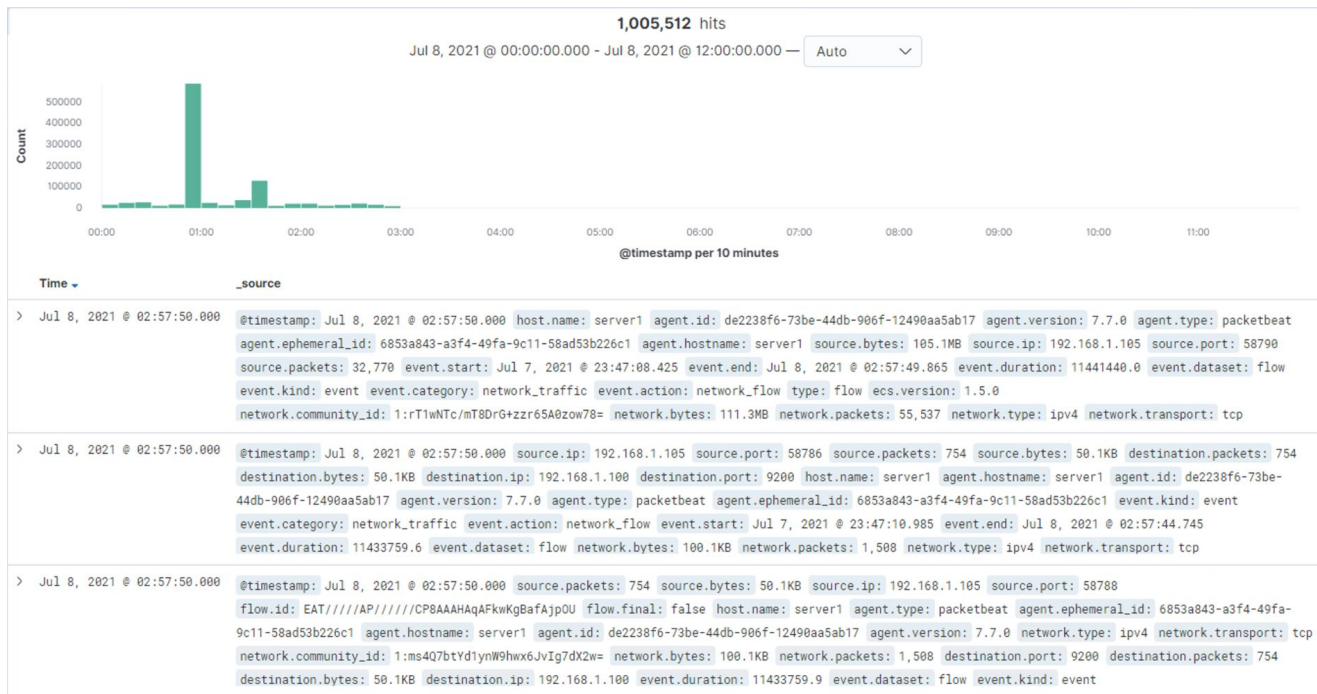 1,005,512 hits
Jul 8, 2021 @ 00:00:00.000 - Jul 8, 2021 @ 12:00:00.000 — Auto
500000
400000
300000
200000
100000
0
Count
00:00 01:00 02:00 03:00 04:00 05:00 06:00 07:00 08:00 09:00 10:00 11:00
@timestamp per 10 minutes
Time _source
Jul 8, 2021 @ 02:57:50.000 @timestamp: Jul 8, 2021 @ 02:57:50.000 host.name: server1 agent.id: de2238f6-73be-44db-906f-12490aa5ab17 agent.version: 7.7.0 agent.type: packetbeat
agent.ephemeral_id: 6853a843-a3f4-49fa-9c11-58ad53b226c1 agent.hostname: server1 source.bytes: 105.1MB source.ip: 192.168.1.105 source.port: 58790
source.packets: 32,770 event.start: Jul 7, 2021 @ 23:47:08.425 event.end: Jul 8, 2021 @ 02:57:49.865 event.duration: 11441440.0 event.dataset: flow
event.kind: event event.category: network_traffic event.action: network_flow type: flow ecs.version: 1.5.0
network.community_id: 1:rT1wNTc/mT8DrG+zzr65A0zow78= network.bytes: 111.3MB network.packets: 55,537 network.type: ipv4 network.transport: tcp
Jul 8, 2021 @ 02:57:50.000 @timestamp: Jul 8, 2021 @ 02:57:50.000 source.ip: 192.168.1.105 source.port: 58786 source.packets: 754 source.bytes: 50.1KB destination.packets: 754
destination.bytes: 50.1KB destination.ip: 192.168.1.100 destination.port: 9200 host.name: server1 agent.hostname: server1 agent.id: de2238f6-73be-
44db-906f-12490aa5ab17 agent.version: 7.7.0 agent.type: packetbeat agent.ephemeral_id: 6853a843-a3f4-49fa-9c11-58ad53b226c1 event.kind: event
event.category: network_traffic event.action: network_flow event.start: Jul 7, 2021 @ 23:47:10.985 event.end: Jul 8, 2021 @ 02:57:44.745
event.duration: 11433759.6 event.dataset: flow network.bytes: 100.1KB network.packets: 1,508 network.type: ipv4 network.transport: tcp
Jul 8, 2021 @ 02:57:50.000 @timestamp: Jul 8, 2021 @ 02:57:50.000 source.packets: 754 source.bytes: 50.1KB source.ip: 192.168.1.105 source.port: 58788
flow.id: EAT/////AP//////CP8AAAHAqAFkwKgBafAjpOU flow.final: false host.name: server1 agent.type: packetbeat agent.ephemeral_id: 6853a843-a3f4-49fa-
9c11-58ad53b226c1 agent.hostname: server1 agent.id: de2238f6-73be-44db-906f-12490aa5ab17 agent.version: 7.7.0 network.type: ipv4 network.transport: tcp
network.community_id: 1:ms4Q7btYd1ynW9hwx6JvIg7dX2w= network.bytes: 100.1KB network.packets: 1,508 destination.port: 9200 destination.packets: 754
destination.bytes: 50.1KB destination.ip: 192.168.1.100 event.duration: 11433759.9 event.dataset: flow event.kind: event